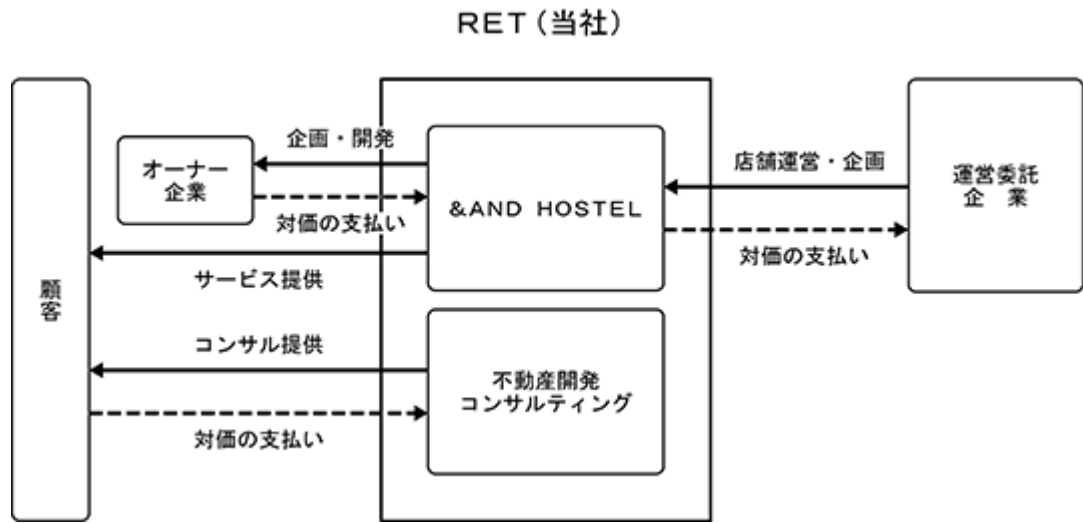 RET(当社)
企画・開発
オーナー
企業
対価の支払い
&AND HOSTEL
店舗運営・企画
運営委託
企　業
対価の支払い
サービス提供
顧客
コンサル提供
不動産開発
コンサルティング
対価の支払い